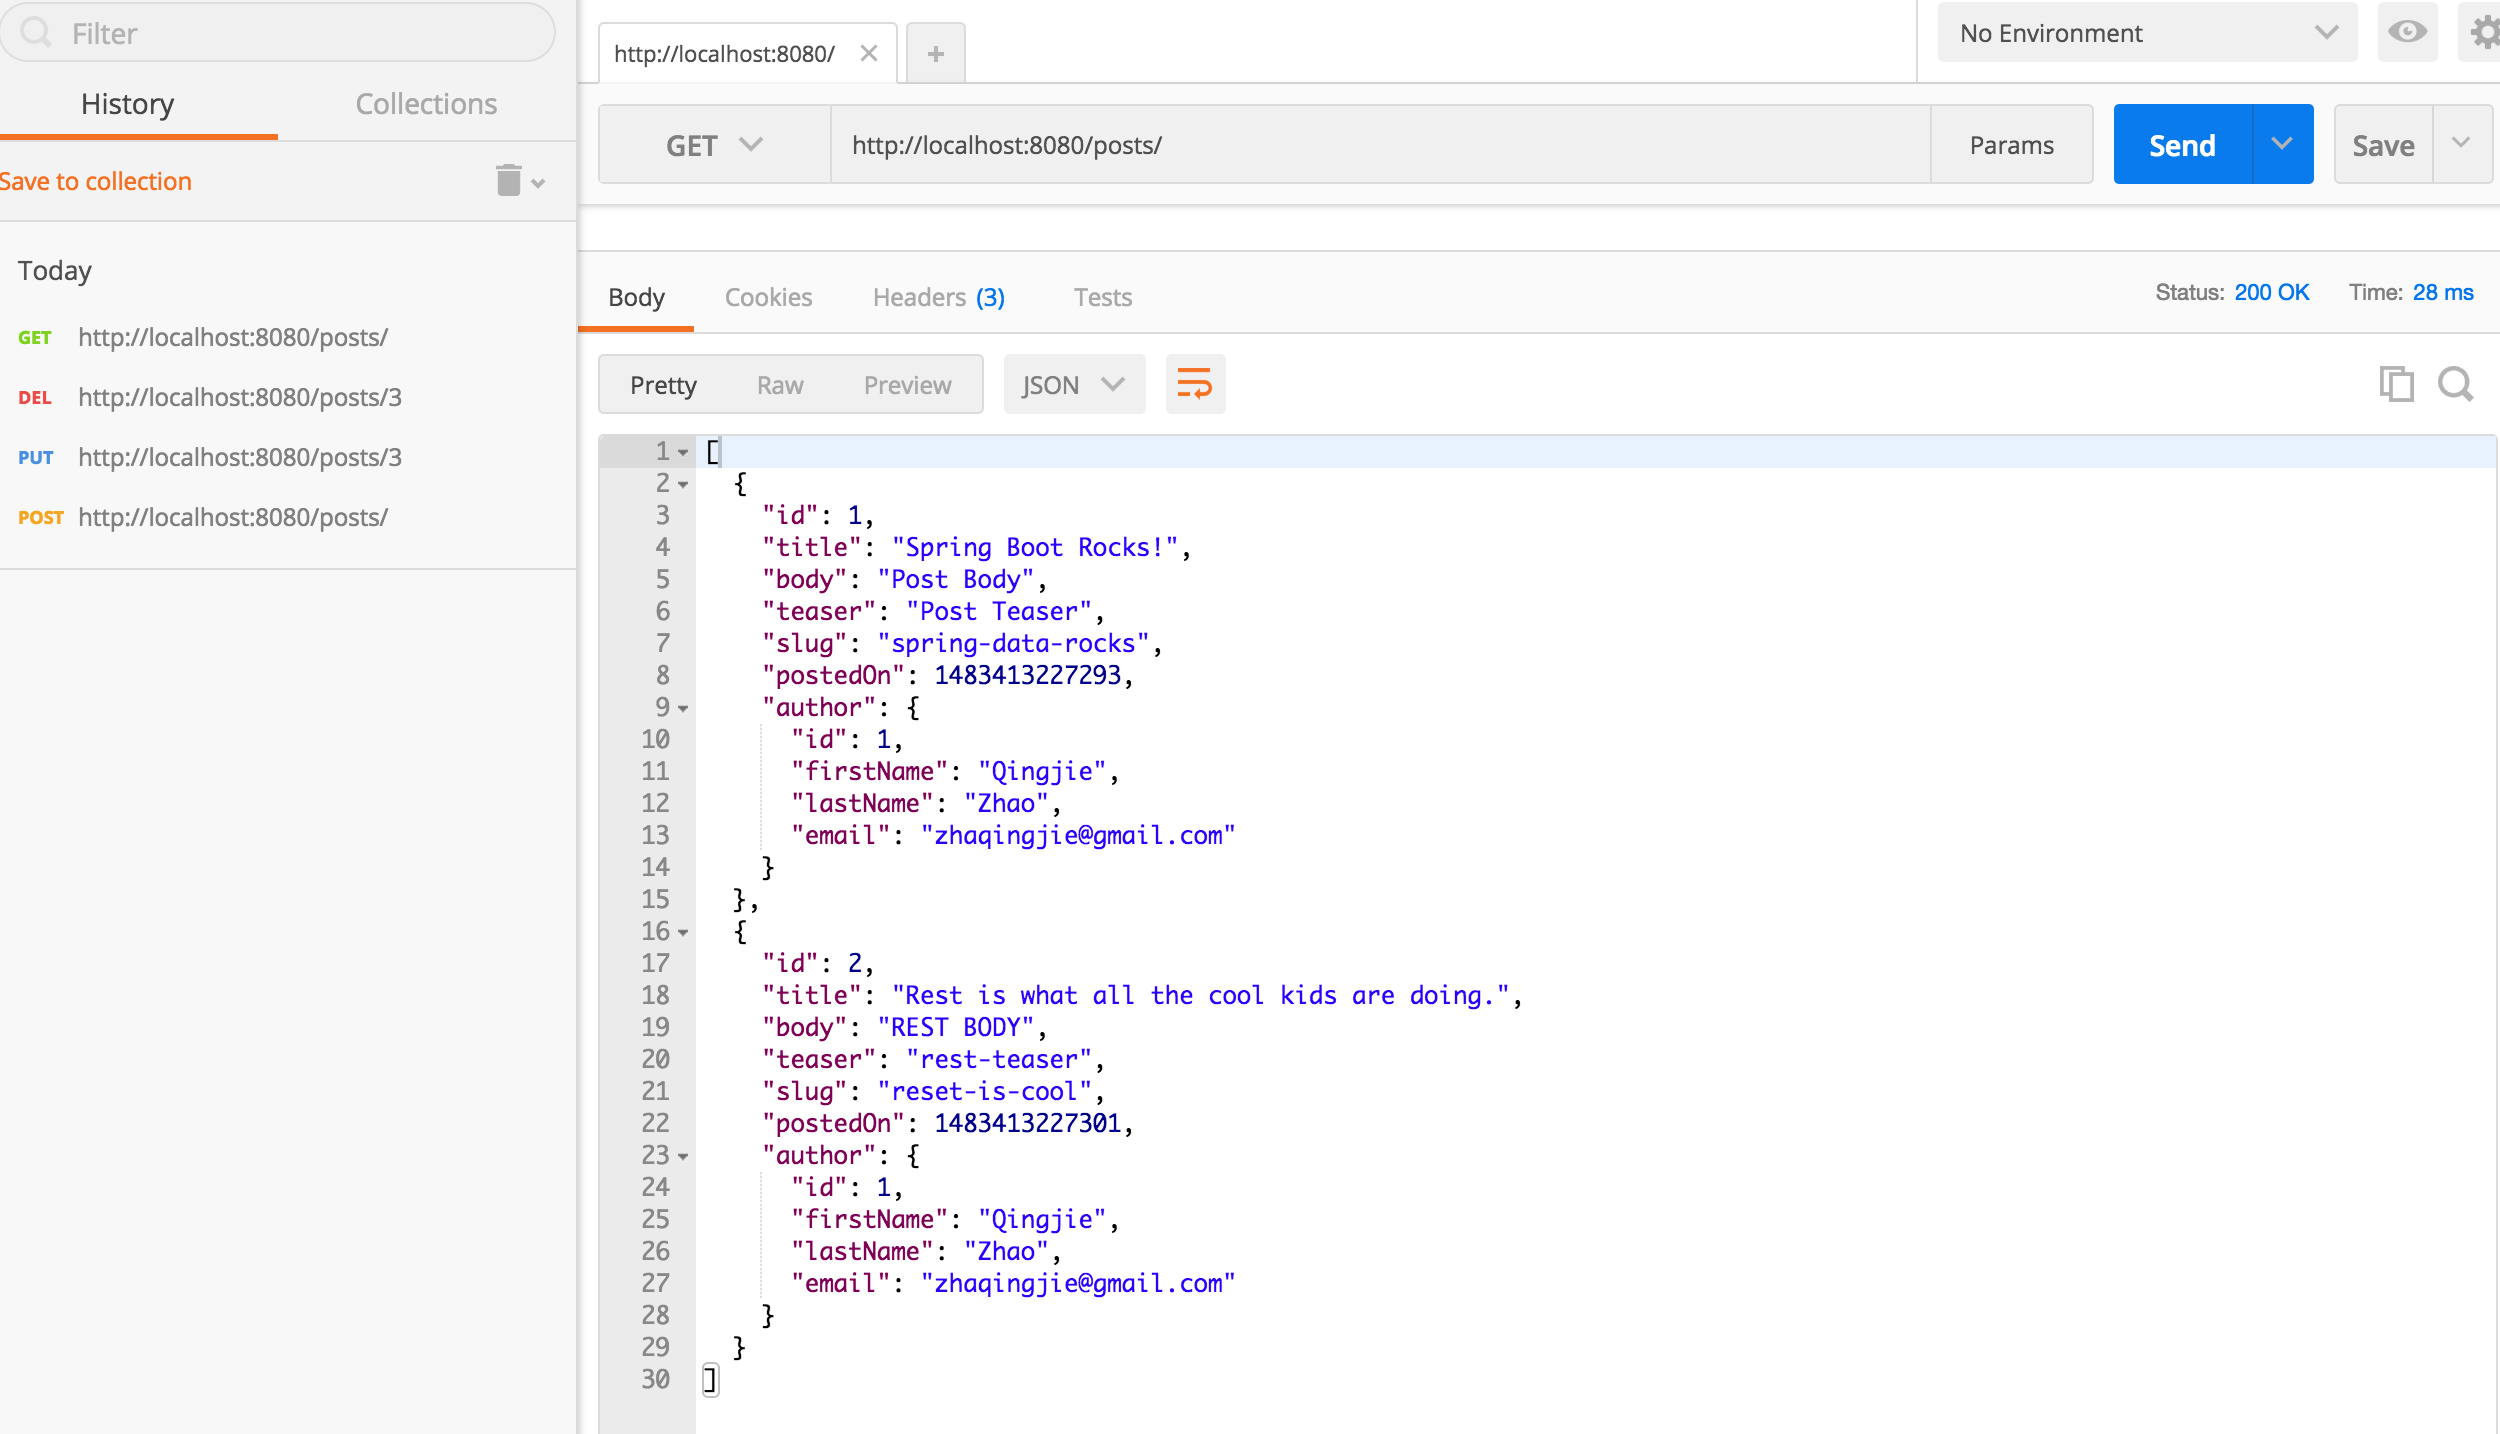 Filter
History Collections
Save to collection
Today
GET http://localhost:8080/posts/
DEL http://localhost:8080/posts/3
PUT http://localhost:8080/posts/3
POST http://localhost:8080/posts/
http://localhost:8080/
No Environment
GET http://localhost:8080/posts/ Params Send Save
Body Cookies Headers (3) Tests Status: 200 OK Time: 28 ms
Pretty Raw Preview JSON
1 [
2 {
3 "id": 1,
4 "title": "Spring Boot Rocks!",
5 "body": "Post Body",
6 "teaser": "Post Teaser",
7 "slug": "spring-data-rocks",
8 "postedOn": 1483413227293,
9 "author": {
10 "id": 1,
11 "firstName": "Qingjie",
12 "lastName": "Zhao",
13 "email": "zhaqingjie@gmail.com"
14 }
15 },
16 {
17 "id": 2,
18 "title": "Rest is what all the cool kids are doing.",
19 "body": "REST BODY",
20 "teaser": "rest-teaser",
21 "slug": "reset-is-cool",
22 "postedOn": 1483413227301,
23 "author": {
24 "id": 1,
25 "firstName": "Qingjie",
26 "lastName": "Zhao",
27 "email": "zhaqingjie@gmail.com"
28 }
29 }
30 ]